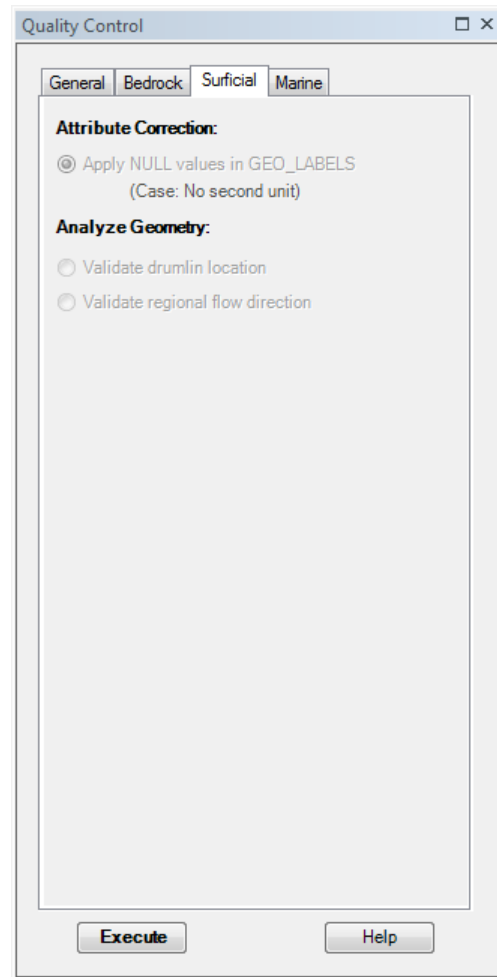 Quality Control
General Bedrock Surficial Marine
Attribute Correction:
Apply NULL values in GEO_LABELS
(Case: No second unit)
Analyze Geometry:
Validate drumlin location
Validate regional flow direction
Execute Help